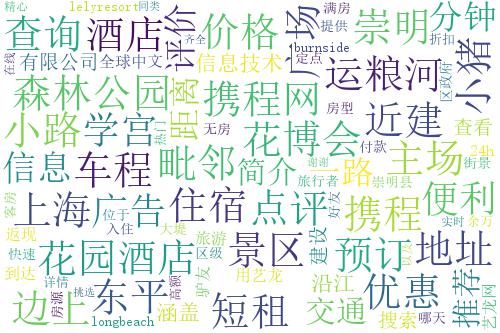 精心 lelyresort 同类 满房 提供 折扣
查询 酒店 评价 价格 广场 崇明 分钟
在线 有限公司 全球中文 齐全 burnside 定点 区政府
信息技术 运粮河 小猪
森林公园 距离 携程网 房型
小路 学宫 热门 无房 花博会 近建 查看 24h
付款 街景
信息 车程 毗邻 简介 路 主场
谢谢 旅行者 崇明县
客房 上海 广告 住宿 点评 携程 便利
好友 实时
返现 位于 入住 大堤 旅游 景区 建设 预订 地址
快速 花园酒店 区级 驴友
到达 详情 高额 用艺龙 沿江 优惠 推荐
边上 房源 挑选 东平 涵盖 短租 交通 搜索 哪天 艺龙网
longbeach